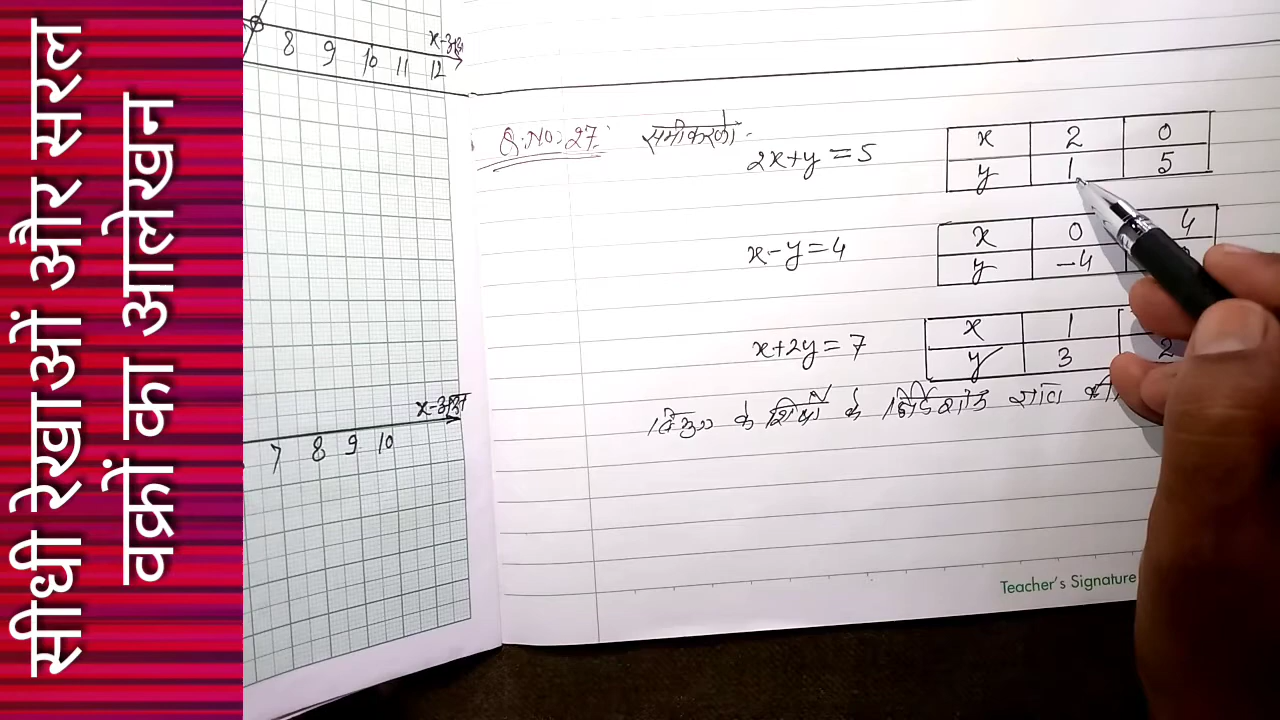 सीधी रेखाओं और सरल
वक्रों का आलेखन
x-अक्ष
7 8 9 10 11 12
x-अक्ष
7 8 9 10
Q.No:-27. समीकरणों
2x+y = 5
x 2 0
y 1 5
x-y = 4
x 0 4
y -4
x+2y = 7
x 1
y 3 2
के शिर्षों के निर्देशांक
Teacher's Signature